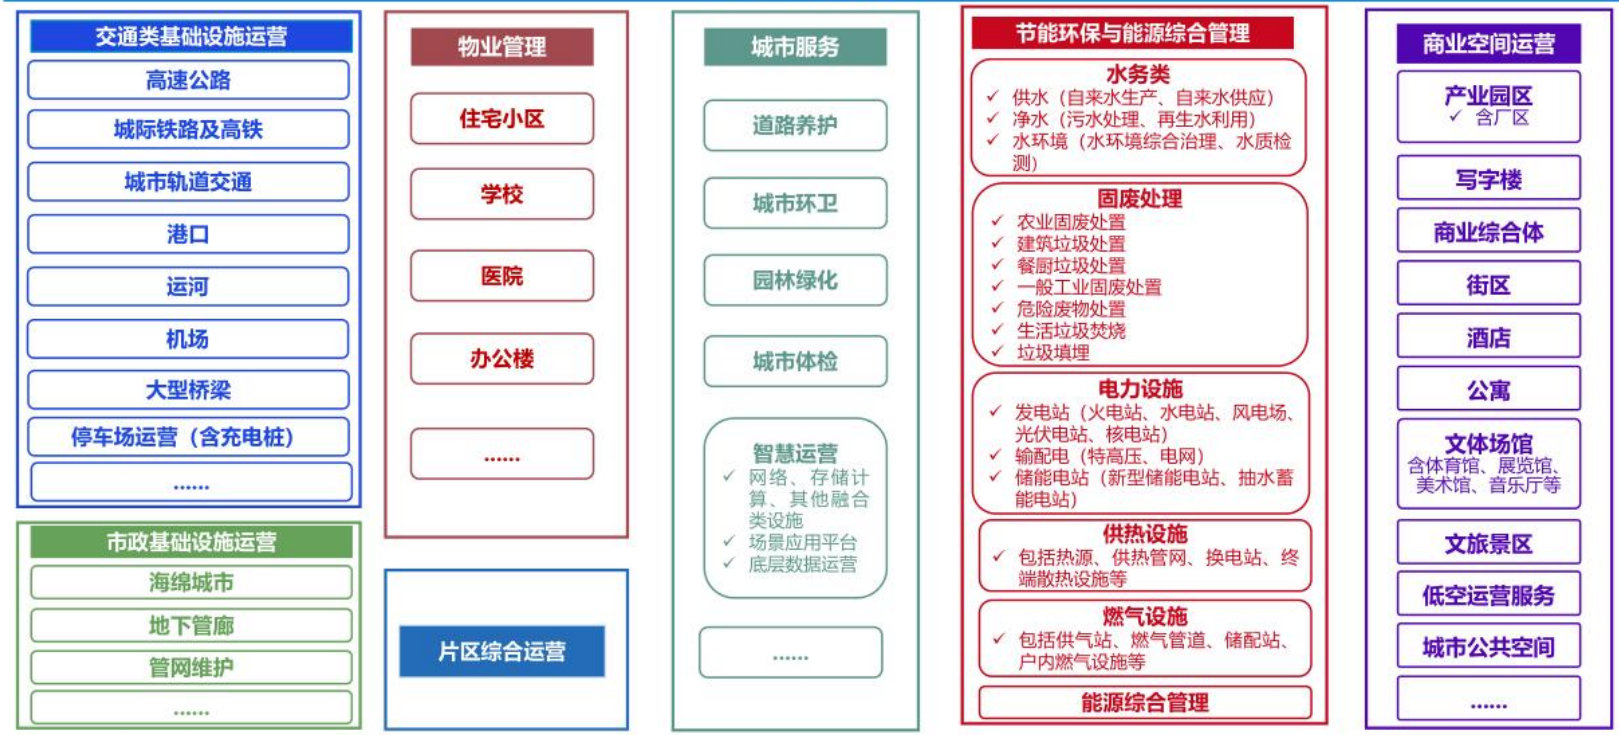 交通类基础设施运营
高速公路
城际铁路及高铁
城市轨道交通
港口
运河
机场
大型桥梁
停车场运营（含充电桩）
......
市政基础设施运营
海绵城市
地下管廊
管网维护
......
物业管理
住宅小区
学校
医院
办公楼
......
片区综合运营
城市服务
道路养护
城市环卫
园林绿化
城市体检
智慧运营
✓ 网络、存储计
算、其他融合
类设施
✓ 场景应用平台
✓ 底层数据运营
......
节能环保与能源综合管理
水务类
✓ 供水（自来水生产、自来水供应）
✓ 净水（污水处理、再生水利用）
✓ 水环境（水环境综合治理、水质检
测）
固废处理
✓ 农业固废处置
✓ 建筑垃圾处置
✓ 餐厨垃圾处置
✓ 一般工业固废处置
✓ 危险废物处置
✓ 生活垃圾焚烧
✓ 垃圾填埋
电力设施
✓ 发电站（火电站、水电站、风电场、
光伏电站、核电站）
✓ 输配电（特高压、电网）
✓ 储能电站（新型储能电站、抽水蓄
能电站）
供热设施
✓ 包括热源、供热管网、换电站、终
端散热设施等
燃气设施
✓ 包括供气站、燃气管道、储配站、
户内燃气设施等
能源综合管理
商业空间运营
产业园区
✓ 含厂区
写字楼
商业综合体
街区
酒店
公寓
文体场馆
含体育馆、展览馆、
美术馆、音乐厅等
文旅景区
低空运营服务
城市公共空间
......